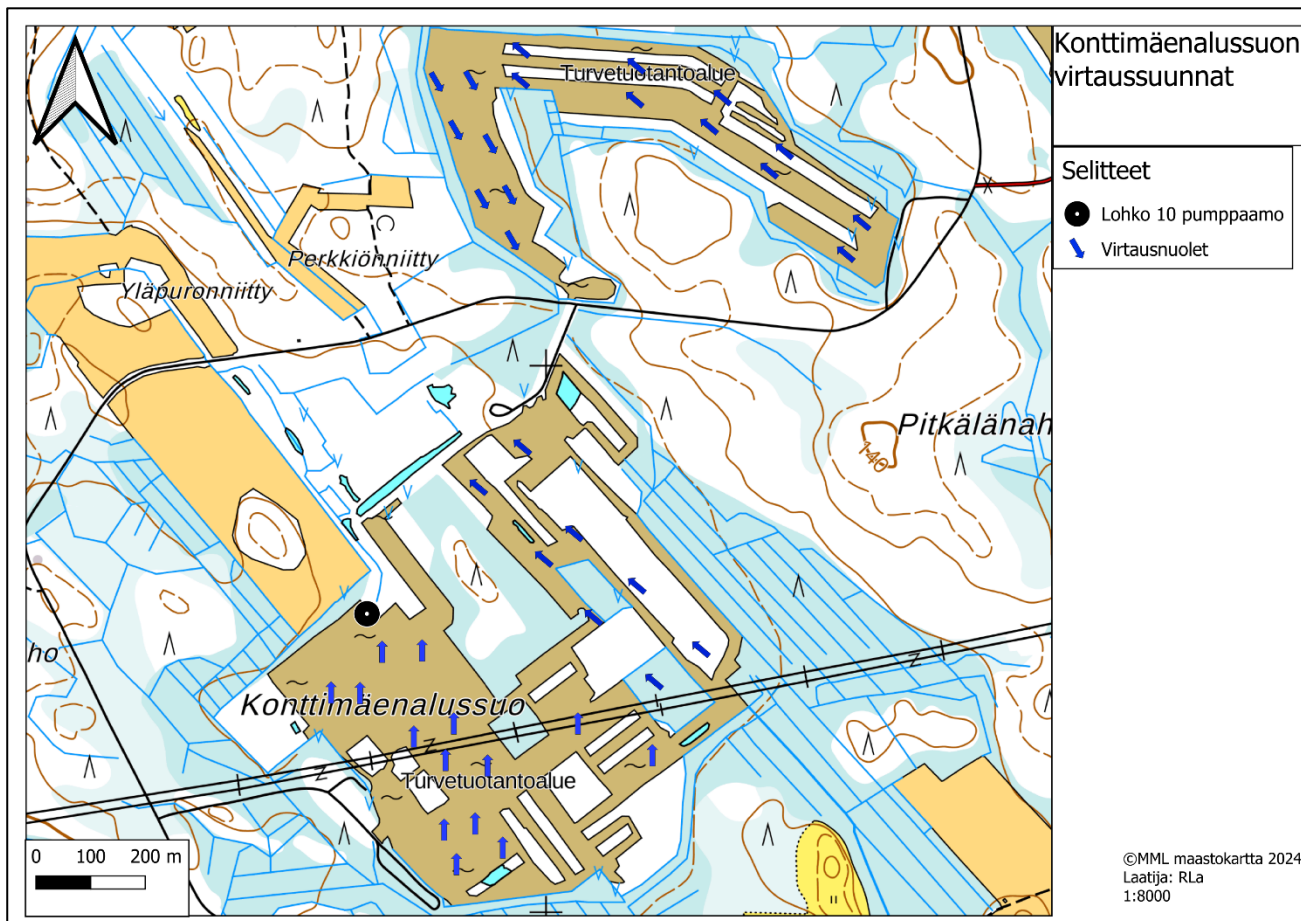 Konttimäenalussuon
virtaussuunnat
Selitteet
Lohko 10 pumppaamo
Virtausnuolet
Turvetuotantoalue
Perkkiönniitty
Yläpuronniitty
Pitkälänah
140
ho
Konttimäenalussuo
Turvetuotantoalue
0 100 200 m
©MML maastokartta 2024
Laatija: RLa
1:8000